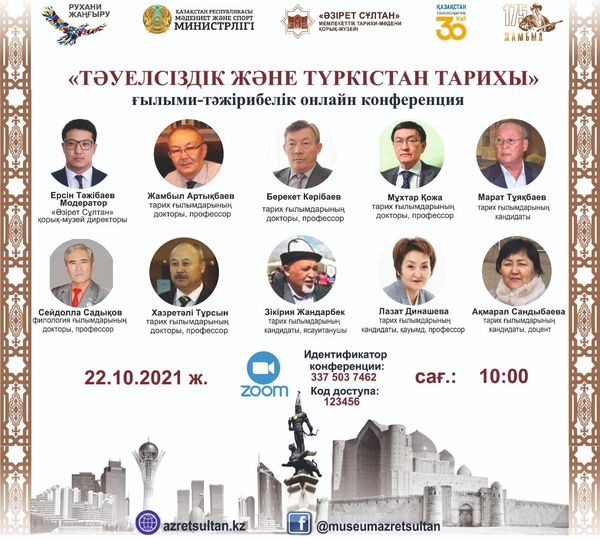 РУХАНИ
ЖАҢҒЫРУ
ҚАЗАҚСТАН РЕСПУБЛИКАСЫ
МӘДЕНИЕТ ЖӘНЕ СПОРТ
МИНИСТРЛІГІ
«ӘЗІРЕТ СҰЛТАН»
МЕМЛЕКЕТТІК ТАРИХИ-МӘДЕНИ
ҚОРЫҚ-МУЗЕЙІ
ҚАЗАҚСТАН
ТӘУЕЛСІЗДІГІНЕ
30 ЖЫЛ
175
ЖАМБЫЛ
«ТӘУЕЛСІЗДІК ЖӘНЕ ТҮРКІСТАН ТАРИХЫ»
ғылыми-тәжірибелік онлайн конференция
Ерсін Тәжібаев
Модератор
«Әзірет Сұлтан»
қорық-музей директоры
Жамбыл Артықбаев
тарих ғылымдарының
докторы, профессор
Берекет Кәрібаев
тарих ғылымдарының
докторы, профессор
Мұхтар Қожа
тарих ғылымдарының
докторы, профессор
Марат Тұяқбаев
тарих ғылымдарының
кандидаты
Сейдолла Садықов
филология ғылымдарының
докторы, профессор
Хазретәлі Тұрсын
тарих ғылымдарының
докторы, профессор
Зікірия Жандарбек
тарих ғылымдарының
кандидаты, ясауитанушы
Лазат Динашева
тарих ғылымдарының
кандидаты, қауымд. профессор
Ақмарал Сандыбаева
тарих ғылымдарының
кандидаты, доцент
22.10.2021 ж.
zoom
Идентификатор
конференции:
337 503 7462
Код доступа:
123456
сағ.: 10:00
azretsultan.kz
@museumazretsultan